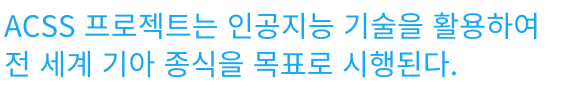 ACSS 프로젝트는 인공지능 기술을 활용하여
전 세계 기아 종식을 목표로 시행된다.